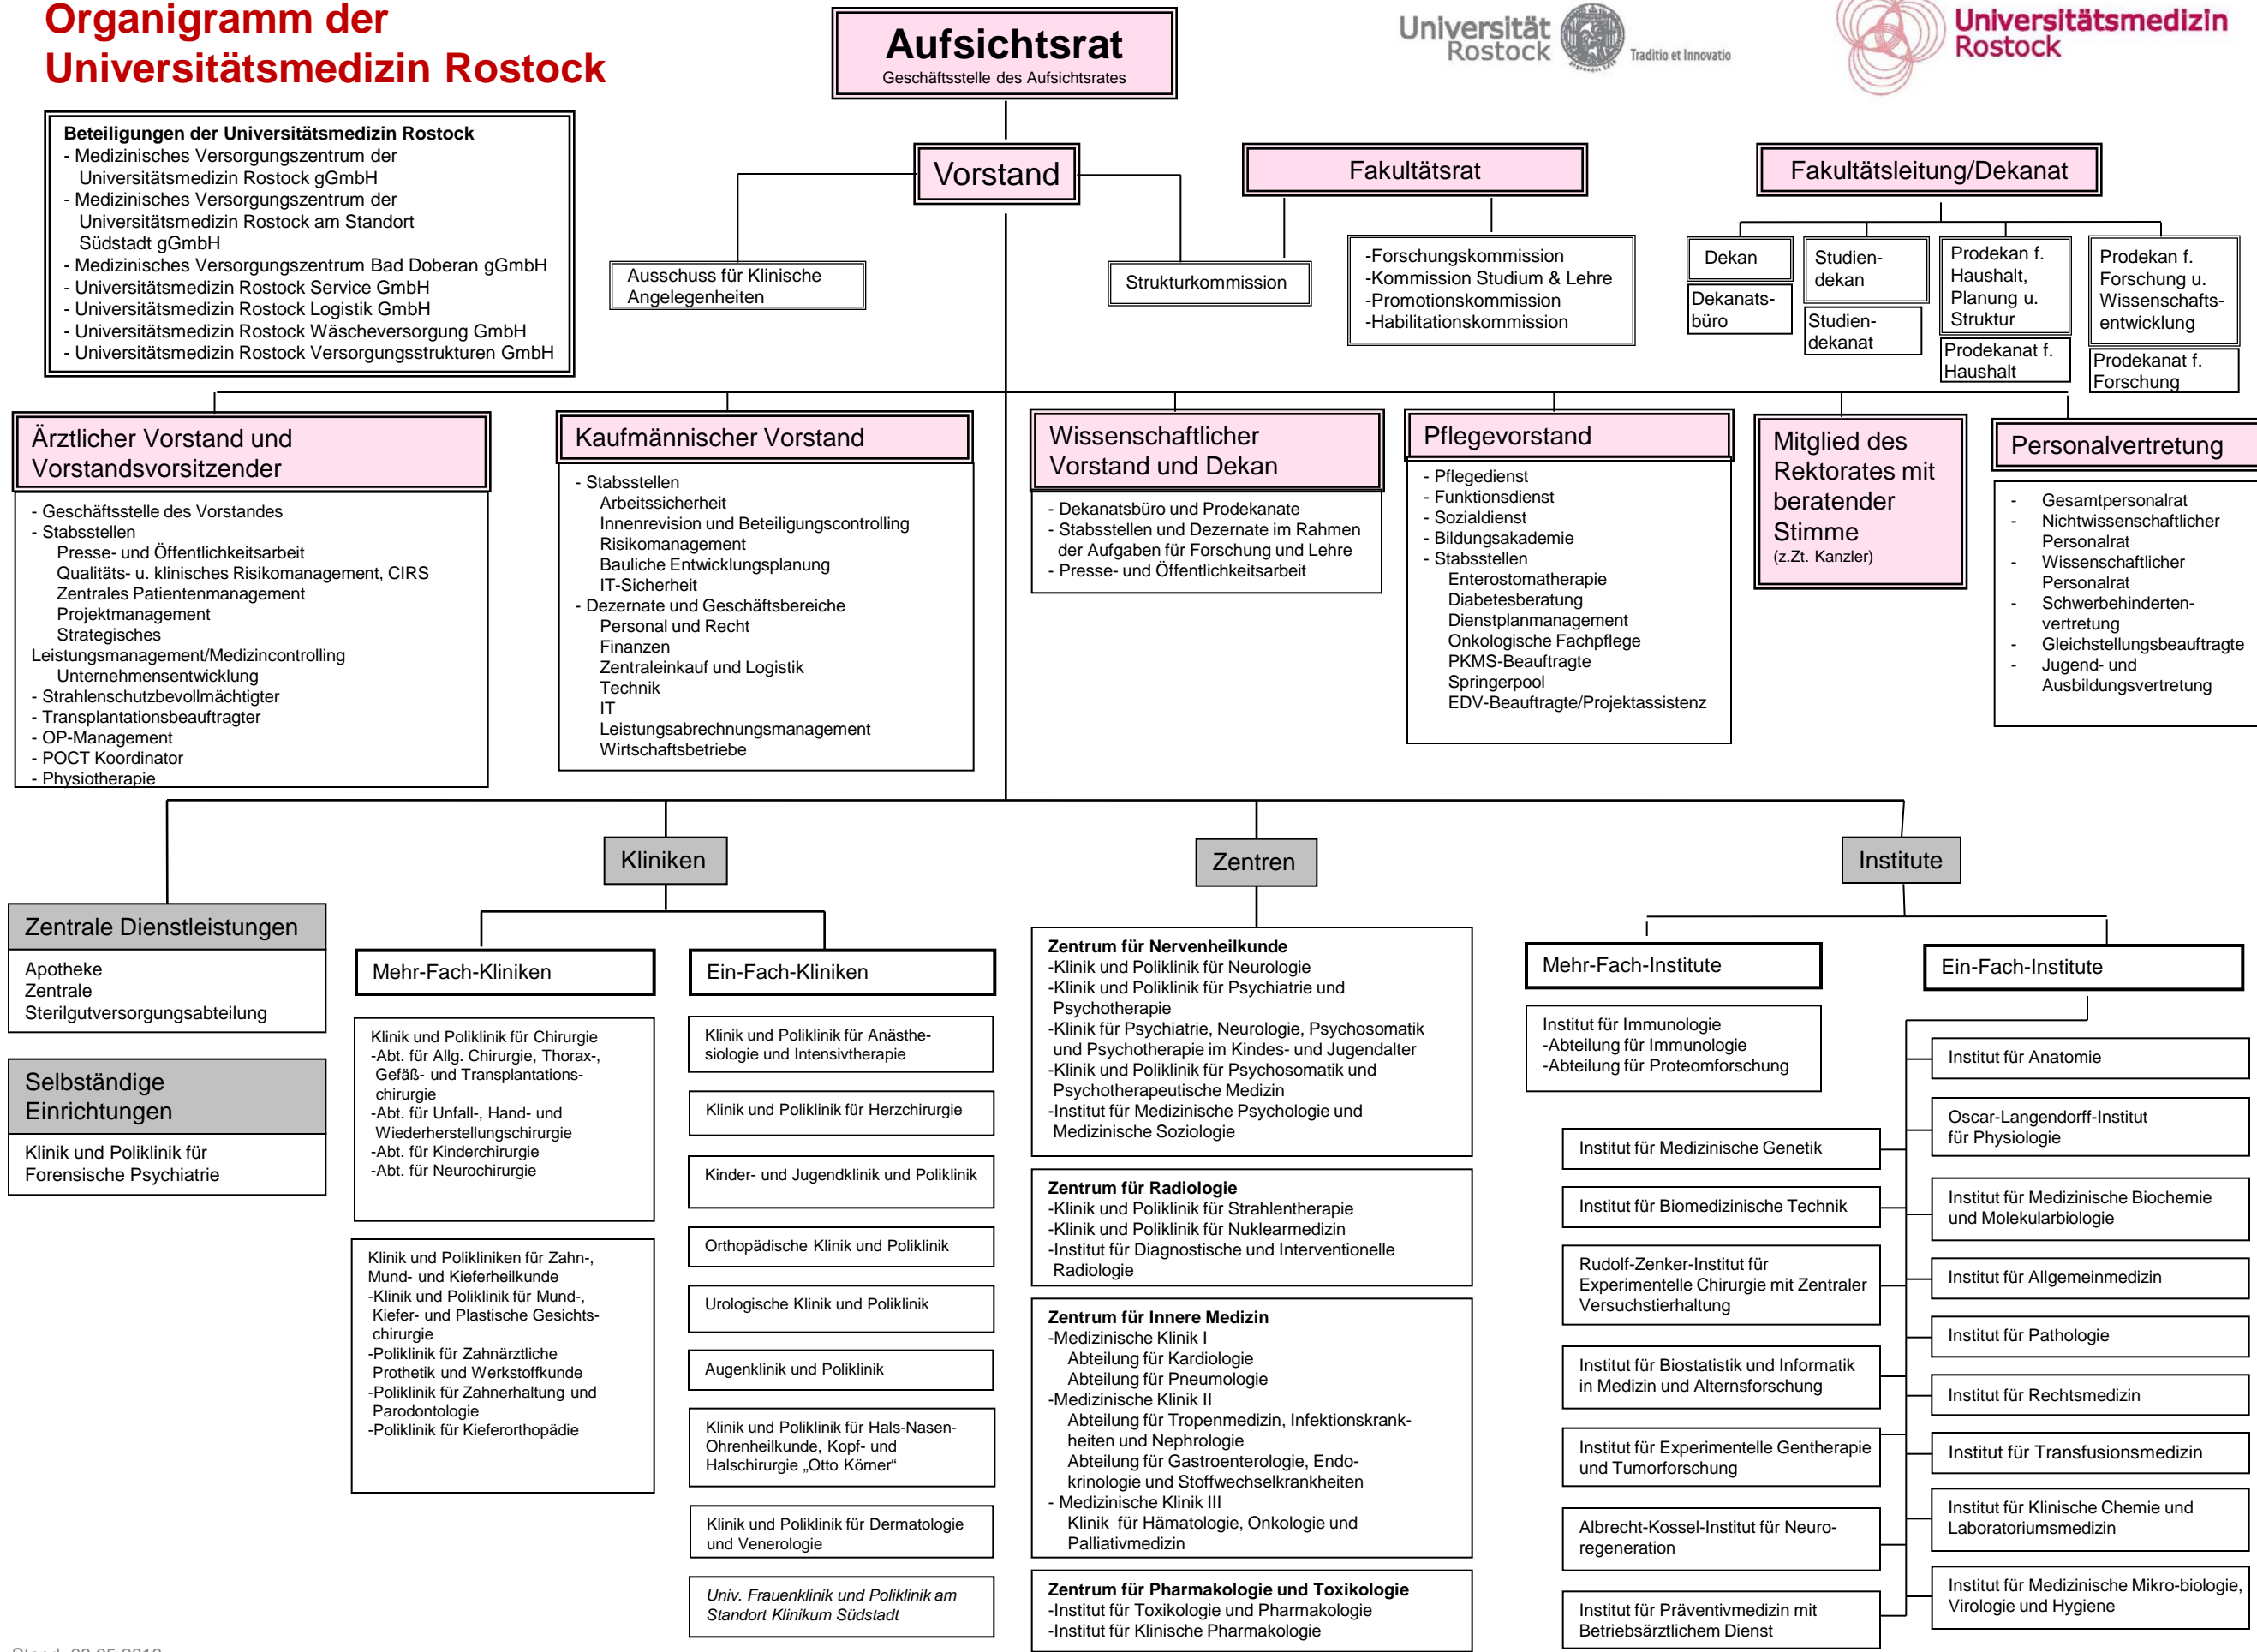 Organigramm der
Universitätsmedizin Rostock
Aufsichtsrat
Geschäftsstelle des Aufsichtsrates
Universität
Rostock
Traditio et Innovatio
Universitätsmedizin
Rostock
Beteiligungen der Universitätsmedizin Rostock
- Medizinisches Versorgungszentrum der
Universitätsmedizin Rostock gGmbH
- Medizinisches Versorgungszentrum der
Universitätsmedizin Rostock am Standort
Südstadt gGmbH
- Medizinisches Versorgungszentrum Bad Doberan gGmbH
- Universitätsmedizin Rostock Service GmbH
- Universitätsmedizin Rostock Logistik GmbH
- Universitätsmedizin Rostock Wäscheversorgung GmbH
- Universitätsmedizin Rostock Versorgungsstrukturen GmbH
Vorstand
Ausschuss für Klinische
Angelegenheiten
Strukturkommission
Fakultätsrat
-Forschungskommission
-Kommission Studium & Lehre
-Promotionskommission
-Habilitationskommission
Fakultätsleitung/Dekanat
Dekan
Dekanats-
büro
Studien-
dekan
Studien-
dekanat
Prodekan f.
Haushalt,
Planung u.
Struktur
Prodekanat f.
Haushalt
Prodekan f.
Forschung u.
Wissenschafts-
entwicklung
Prodekanat f.
Forschung
Ärztlicher Vorstand und
Vorstandsvorsitzender
- Geschäftsstelle des Vorstandes
- Stabsstellen
Presse- und Öffentlichkeitsarbeit
Qualitäts- u. klinisches Risikomanagement, CIRS
Zentrales Patientenmanagement
Projektmanagement
Strategisches
Leistungsmanagement/Medizincontrolling
Unternehmensentwicklung
- Strahlenschutzbevollmächtigter
- Transplantationsbeauftragter
- OP-Management
- POCT Koordinator
- Physiotherapie
Kaufmännischer Vorstand
- Stabsstellen
Arbeitssicherheit
Innenrevision und Beteiligungscontrolling
Risikomanagement
Bauliche Entwicklungsplanung
IT-Sicherheit
- Dezernate und Geschäftsbereiche
Personal und Recht
Finanzen
Zentraleinkauf und Logistik
Technik
IT
Leistungsabrechnungsmanagement
Wirtschaftsbetriebe
Wissenschaftlicher
Vorstand und Dekan
- Dekanatsbüro und Prodekanate
- Stabsstellen und Dezernate im Rahmen
der Aufgaben für Forschung und Lehre
- Presse- und Öffentlichkeitsarbeit
Pflegevorstand
- Pflegedienst
- Funktionsdienst
- Sozialdienst
- Bildungsakademie
- Stabsstellen
Enterostomatherapie
Diabetesberatung
Dienstplanmanagement
Onkologische Fachpflege
PKMS-Beauftragte
Springerpool
EDV-Beauftragte/Projektassistenz
Mitglied des
Rektorates mit
beratender
Stimme
(z.Zt. Kanzler)
Personalvertretung
- Gesamtpersonalrat
- Nichtwissenschaftlicher
Personalrat
- Wissenschaftlicher
Personalrat
- Schwerbehinderten-
vertretung
- Gleichstellungsbeauftragte
- Jugend- und
Ausbildungsvertretung
Zentrale Dienstleistungen
Apotheke
Zentrale
Sterilgutversorgungsabteilung
Selbständige
Einrichtungen
Klinik und Poliklinik für
Forensische Psychiatrie
Kliniken
Mehr-Fach-Kliniken
Klinik und Poliklinik für Chirurgie
-Abt. für Allg. Chirurgie, Thorax-,
Gefäß- und Transplantations-
chirurgie
-Abt. für Unfall-, Hand- und
Wiederherstellungschirurgie
-Abt. für Kinderchirurgie
-Abt. für Neurochirurgie
Klinik und Polikliniken für Zahn-,
Mund- und Kieferheilkunde
-Klinik und Poliklinik für Mund-,
Kiefer- und Plastische Gesichts-
chirurgie
-Poliklinik für Zahnärztliche
Prothetik und Werkstoffkunde
-Poliklinik für Zahnerhaltung und
Parodontologie
-Poliklinik für Kieferorthopädie
Ein-Fach-Kliniken
Klinik und Poliklinik für Anästhe-
siologie und Intensivtherapie
Klinik und Poliklinik für Herzchirurgie
Kinder- und Jugendklinik und Poliklinik
Orthopädische Klinik und Poliklinik
Urologische Klinik und Poliklinik
Augenklinik und Poliklinik
Klinik und Poliklinik für Hals-Nasen-
Ohrenheilkunde, Kopf- und
Halschirurgie „Otto Körner“
Klinik und Poliklinik für Dermatologie
und Venerologie
Univ. Frauenklinik und Poliklinik am
Standort Klinikum Südstadt
Zentren
Zentrum für Nervenheilkunde
-Klinik und Poliklinik für Neurologie
-Klinik und Poliklinik für Psychiatrie und
Psychotherapie
-Klinik für Psychiatrie, Neurologie, Psychosomatik
und Psychotherapie im Kindes- und Jugendalter
-Klinik und Poliklinik für Psychosomatik und
Psychotherapeutische Medizin
-Institut für Medizinische Psychologie und
Medizinische Soziologie
Zentrum für Radiologie
-Klinik und Poliklinik für Strahlentherapie
-Klinik und Poliklinik für Nuklearmedizin
-Institut für Diagnostische und Interventionelle
Radiologie
Zentrum für Innere Medizin
-Medizinische Klinik I
Abteilung für Kardiologie
Abteilung für Pneumologie
-Medizinische Klinik II
Abteilung für Tropenmedizin, Infektionskrank-
heiten und Nephrologie
Abteilung für Gastroenterologie, Endo-
krinologie und Stoffwechselkrankheiten
- Medizinische Klinik III
Klinik für Hämatologie, Onkologie und
Palliativmedizin
Zentrum für Pharmakologie und Toxikologie
-Institut für Toxikologie und Pharmakologie
-Institut für Klinische Pharmakologie
Institute
Mehr-Fach-Institute
Institut für Immunologie
-Abteilung für Immunologie
-Abteilung für Proteomforschung
Ein-Fach-Institute
Institut für Medizinische Genetik
Institut für Biomedizinische Technik
Rudolf-Zenker-Institut für
Experimentelle Chirurgie mit Zentraler
Versuchstierhaltung
Institut für Biostatistik und Informatik
in Medizin und Alternsforschung
Institut für Experimentelle Gentherapie
und Tumorforschung
Albrecht-Kossel-Institut für Neuro-
regeneration
Institut für Präventivmedizin mit
Betriebsärztlichem Dienst
Institut für Anatomie
Oscar-Langendorff-Institut
für Physiologie
Institut für Medizinische Biochemie
und Molekularbiologie
Institut für Allgemeinmedizin
Institut für Pathologie
Institut für Rechtsmedizin
Institut für Transfusionsmedizin
Institut für Klinische Chemie und
Laboratoriumsmedizin
Institut für Medizinische Mikro-biologie,
Virologie und Hygiene